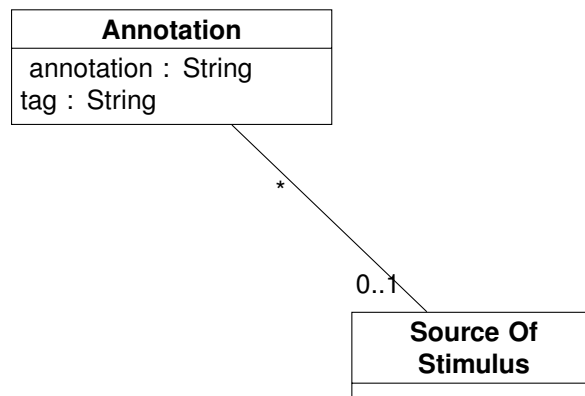 Annotation
annotation : String
tag : String
*
0..1
Source Of
Stimulus